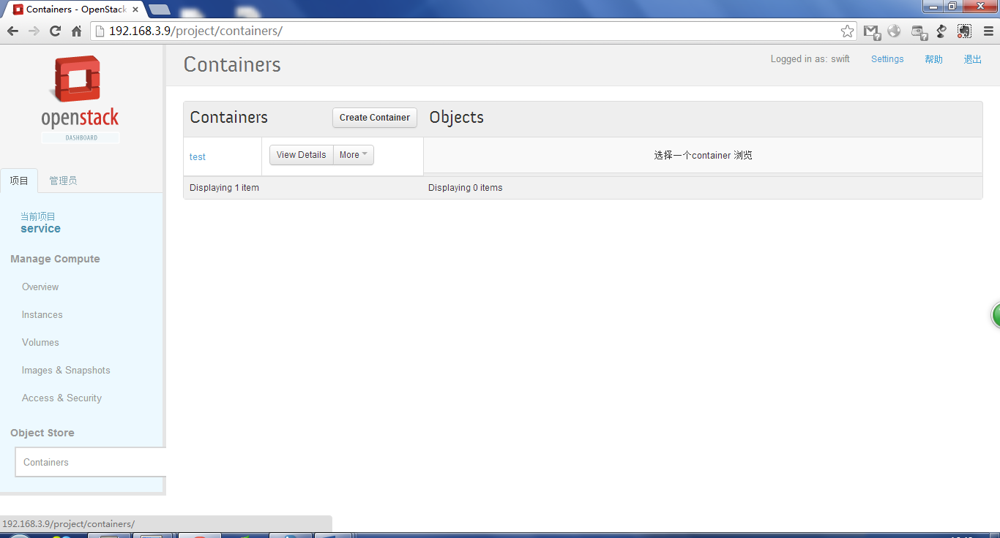 Containers - OpenStack
192.168.3.9/project/containers/
openstack
DASHBOARD
项目 管理员
当前项目
service
Manage Compute
Overview
Instances
Volumes
Images & Snapshots
Access & Security
Object Store
Containers
Containers
Logged in as: swift Settings 帮助 退出
Containers Create Container Objects
test View Details More 选择一个container 浏览
Displaying 1 item Displaying 0 items
192.168.3.9/project/containers/